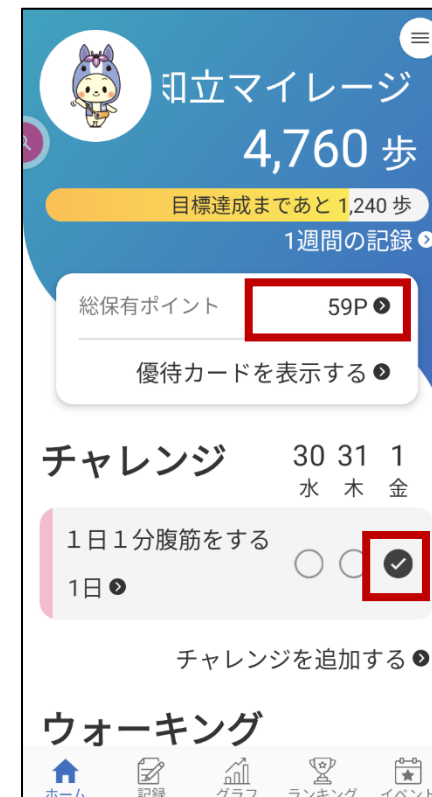 知立マイレージ
4,760 歩
目標達成まであと 1,240 歩
1週間の記録
総保有ポイント 59P
優待カードを表示する
チャレンジ 30 31 1
水 木 金
１日１分腹筋をする
1日
チャレンジを追加する
ウォーキング
ホーム 記録 グラフ ランキング イベント